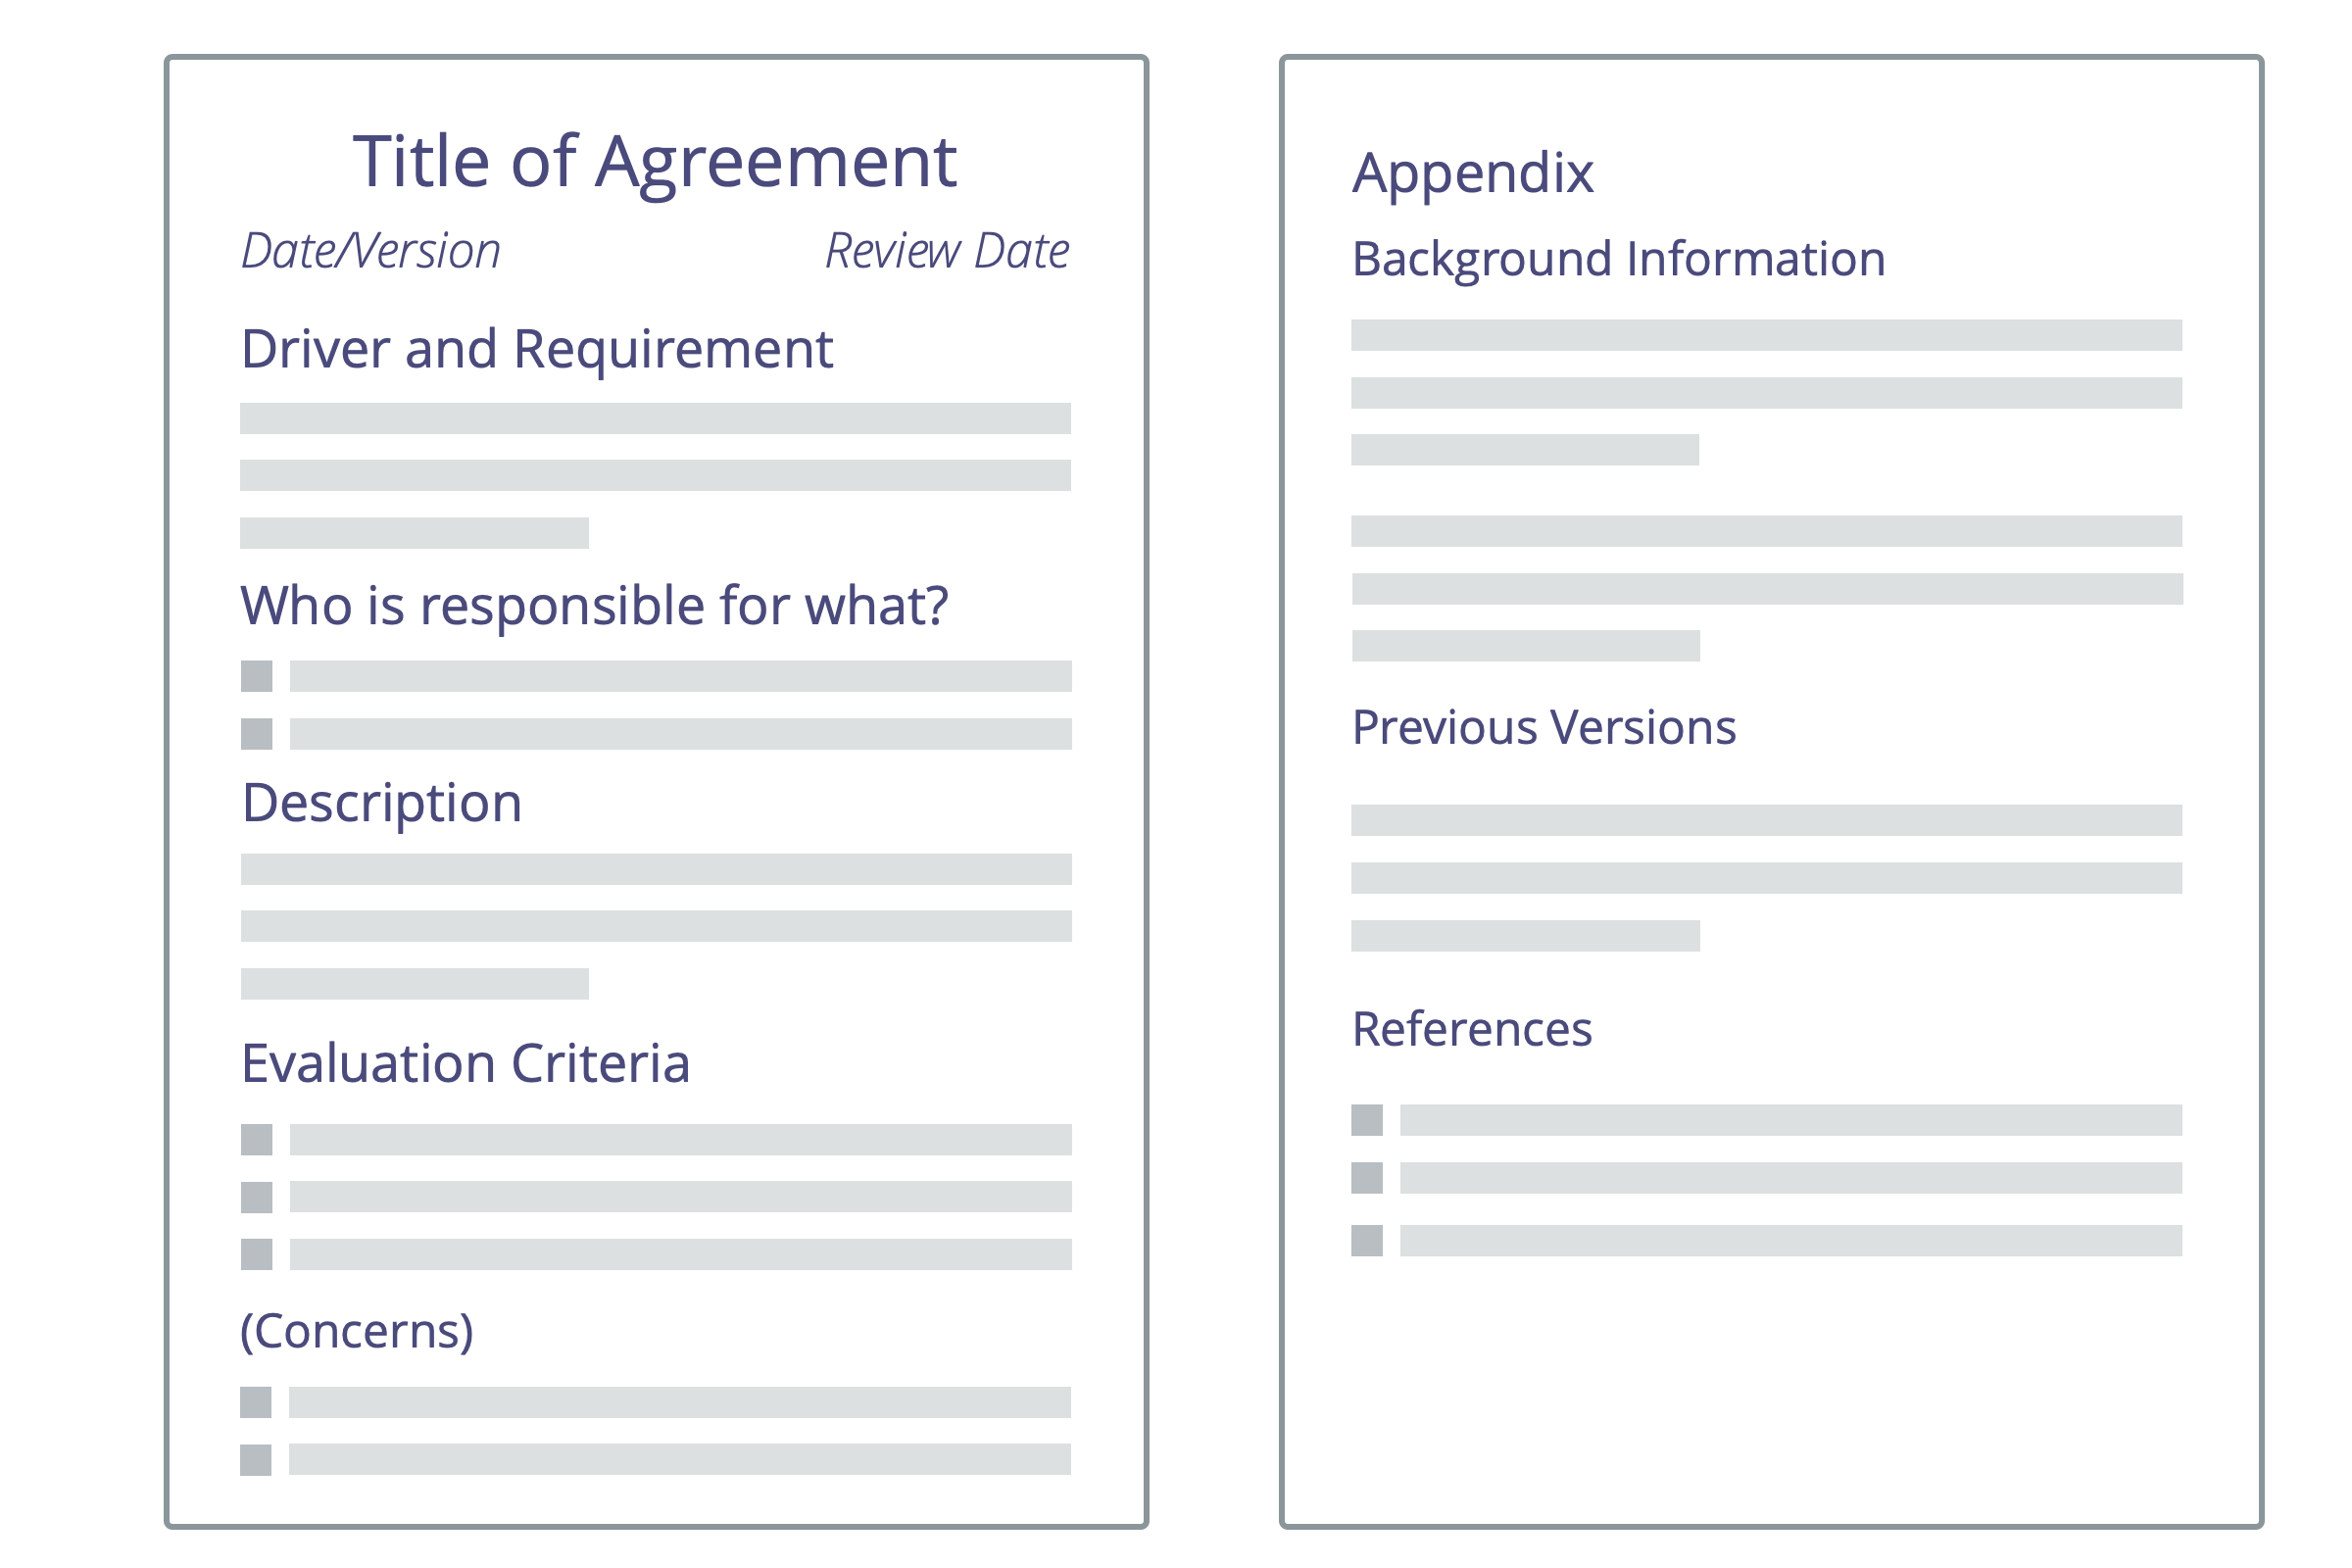 Title of Agreement
Date/Version Review Date
Driver and Requirement
Who is responsible for what?
Description
Evaluation Criteria
(Concerns)
Appendix
Background Information
Previous Versions
References